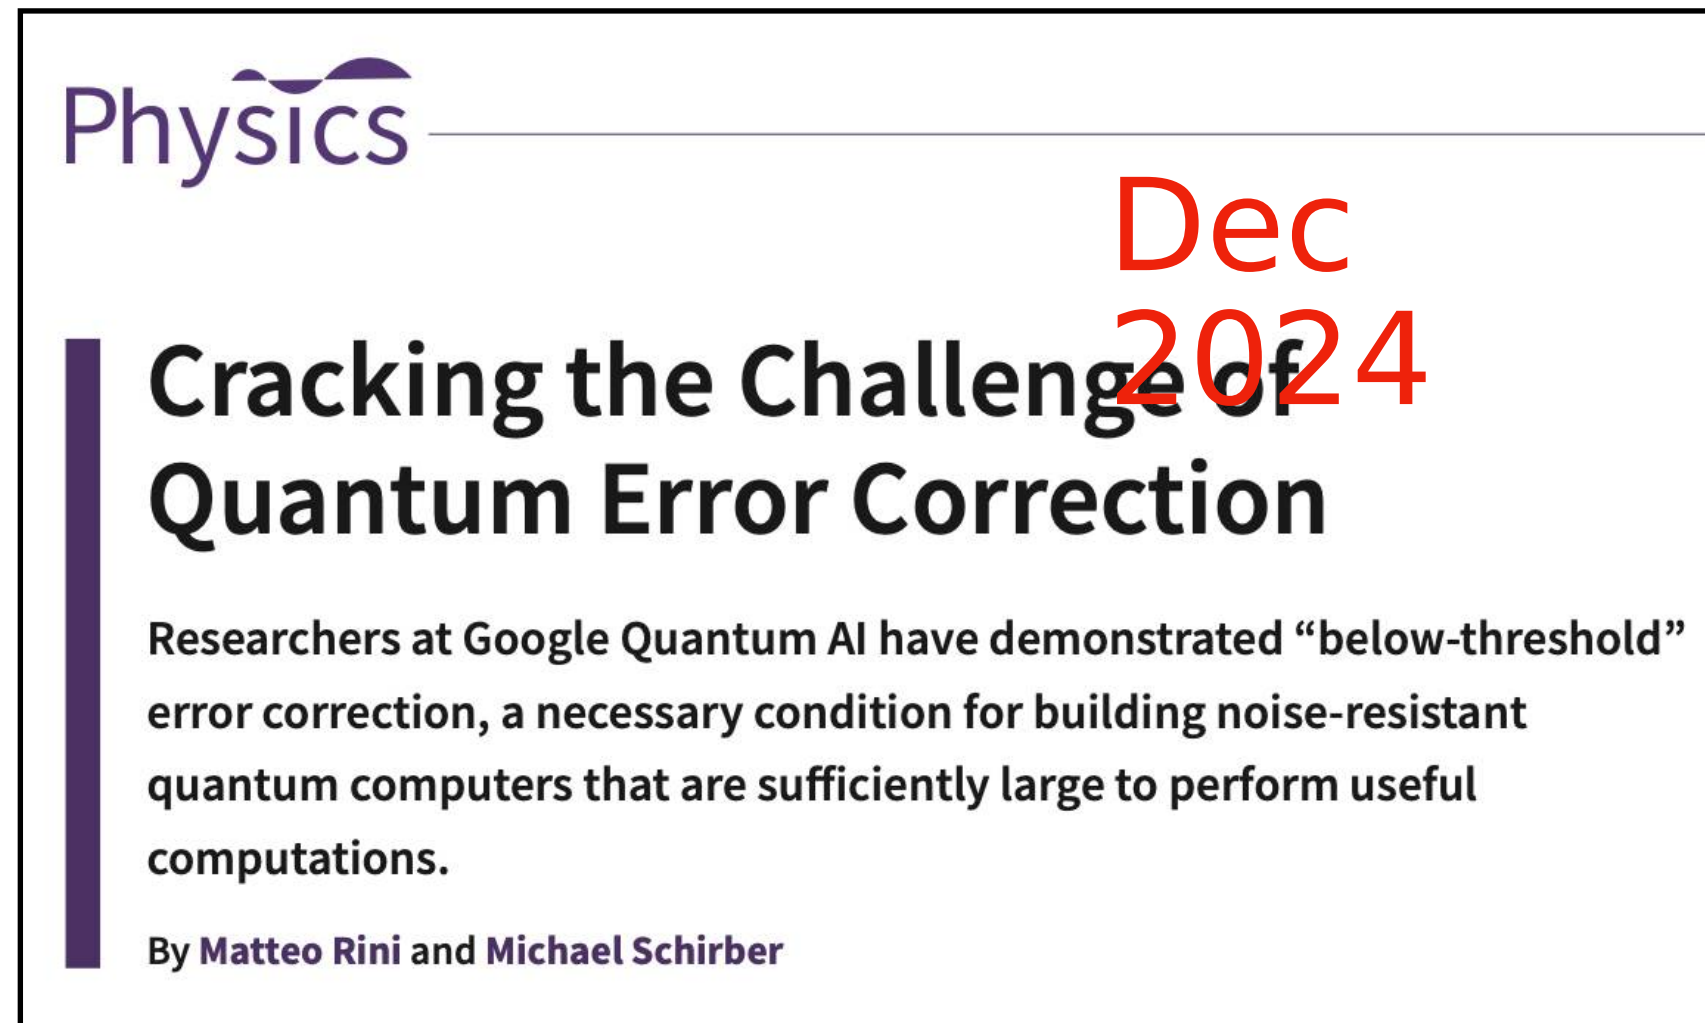 Physics
Dec
2024
Cracking the Challenge of
Quantum Error Correction
Researchers at Google Quantum AI have demonstrated “below-threshold”
error correction, a necessary condition for building noise-resistant
quantum computers that are sufficiently large to perform useful
computations.
By Matteo Rini and Michael Schirber